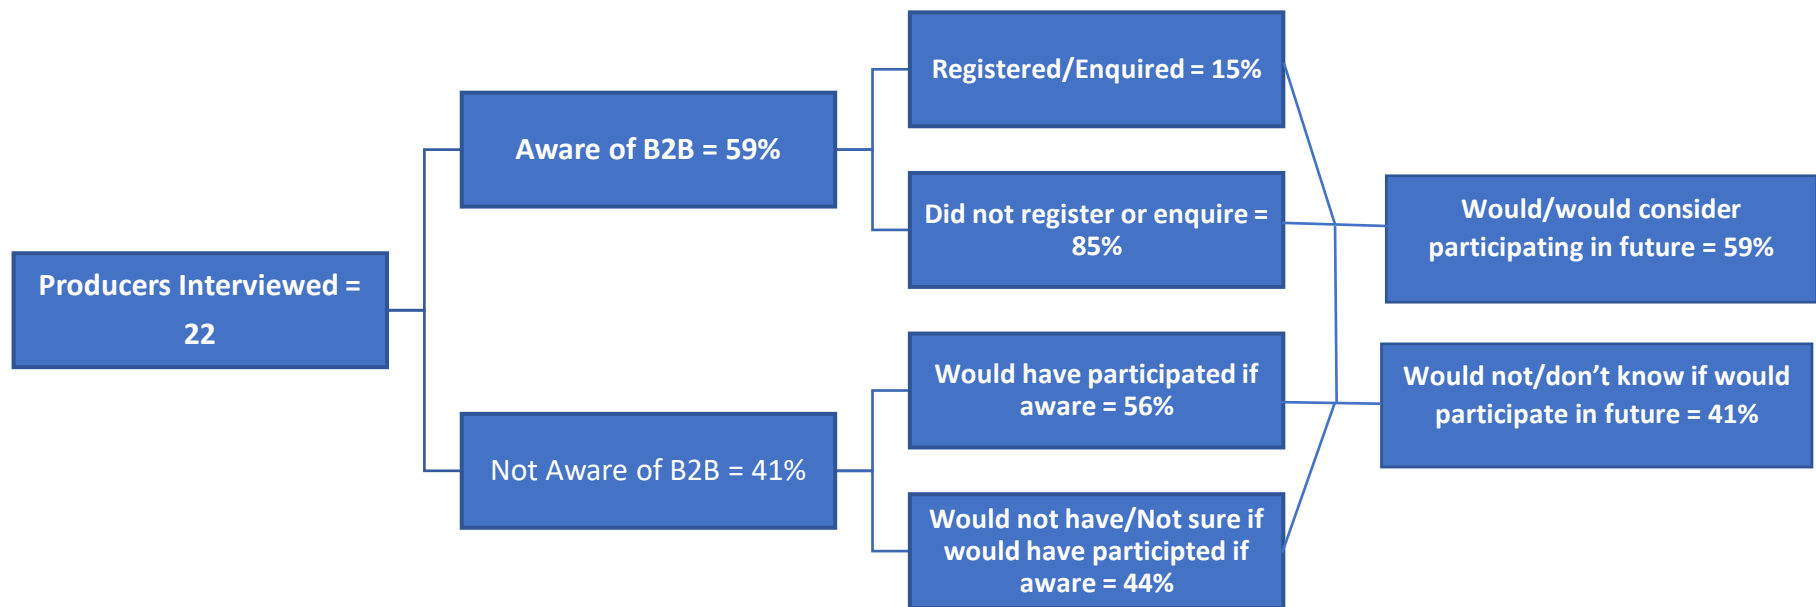 Producers Interviewed =
22
Aware of B2B = 59%
Not Aware of B2B = 41%
Registered/Enquired = 15%
Did not register or enquire =
85%
Would have participated if
aware = 56%
Would not have/Not sure if
would have participted if
aware = 44%
Would/would consider
participating in future = 59%
Would not/don’t know if would
participate in future = 41%